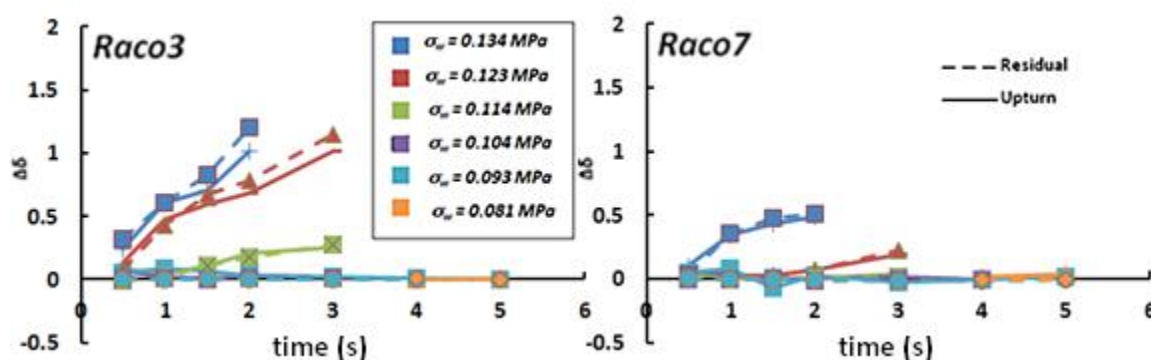 2
Raco3
1.5
1
0.5
0
-0.5
Δδ
0 1 2 3 4 5 6
time (s)
σw = 0.134 MPa
σw = 0.123 MPa
σw = 0.114 MPa
σw = 0.104 MPa
σw = 0.093 MPa
σw = 0.081 MPa
2
Raco7
1.5
1
0.5
0
-0.5
Δδ
0 1 2 3 4 5 6
time (s)
Residual
Upturn